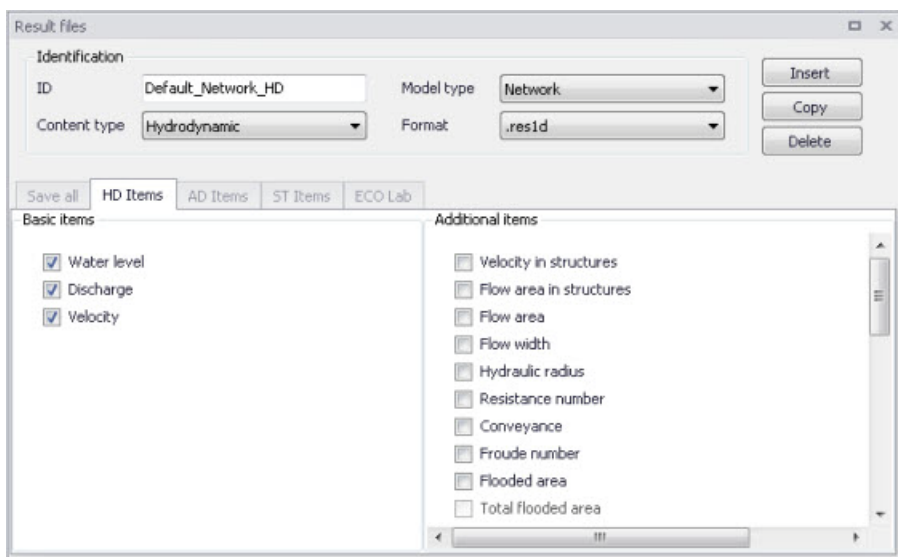 Result files
Identification
ID Default_Network_HD Model type Network
Content type Hydrodynamic Format .res1d
Insert
Copy
Delete
Save all HD Items AD Items ST Items ECO Lab
Basic items
Water level
Discharge
Velocity
Additional items
Velocity in structures
Flow area in structures
Flow area
Flow width
Hydraulic radius
Resistance number
Conveyance
Froude number
Flooded area
Total flooded area